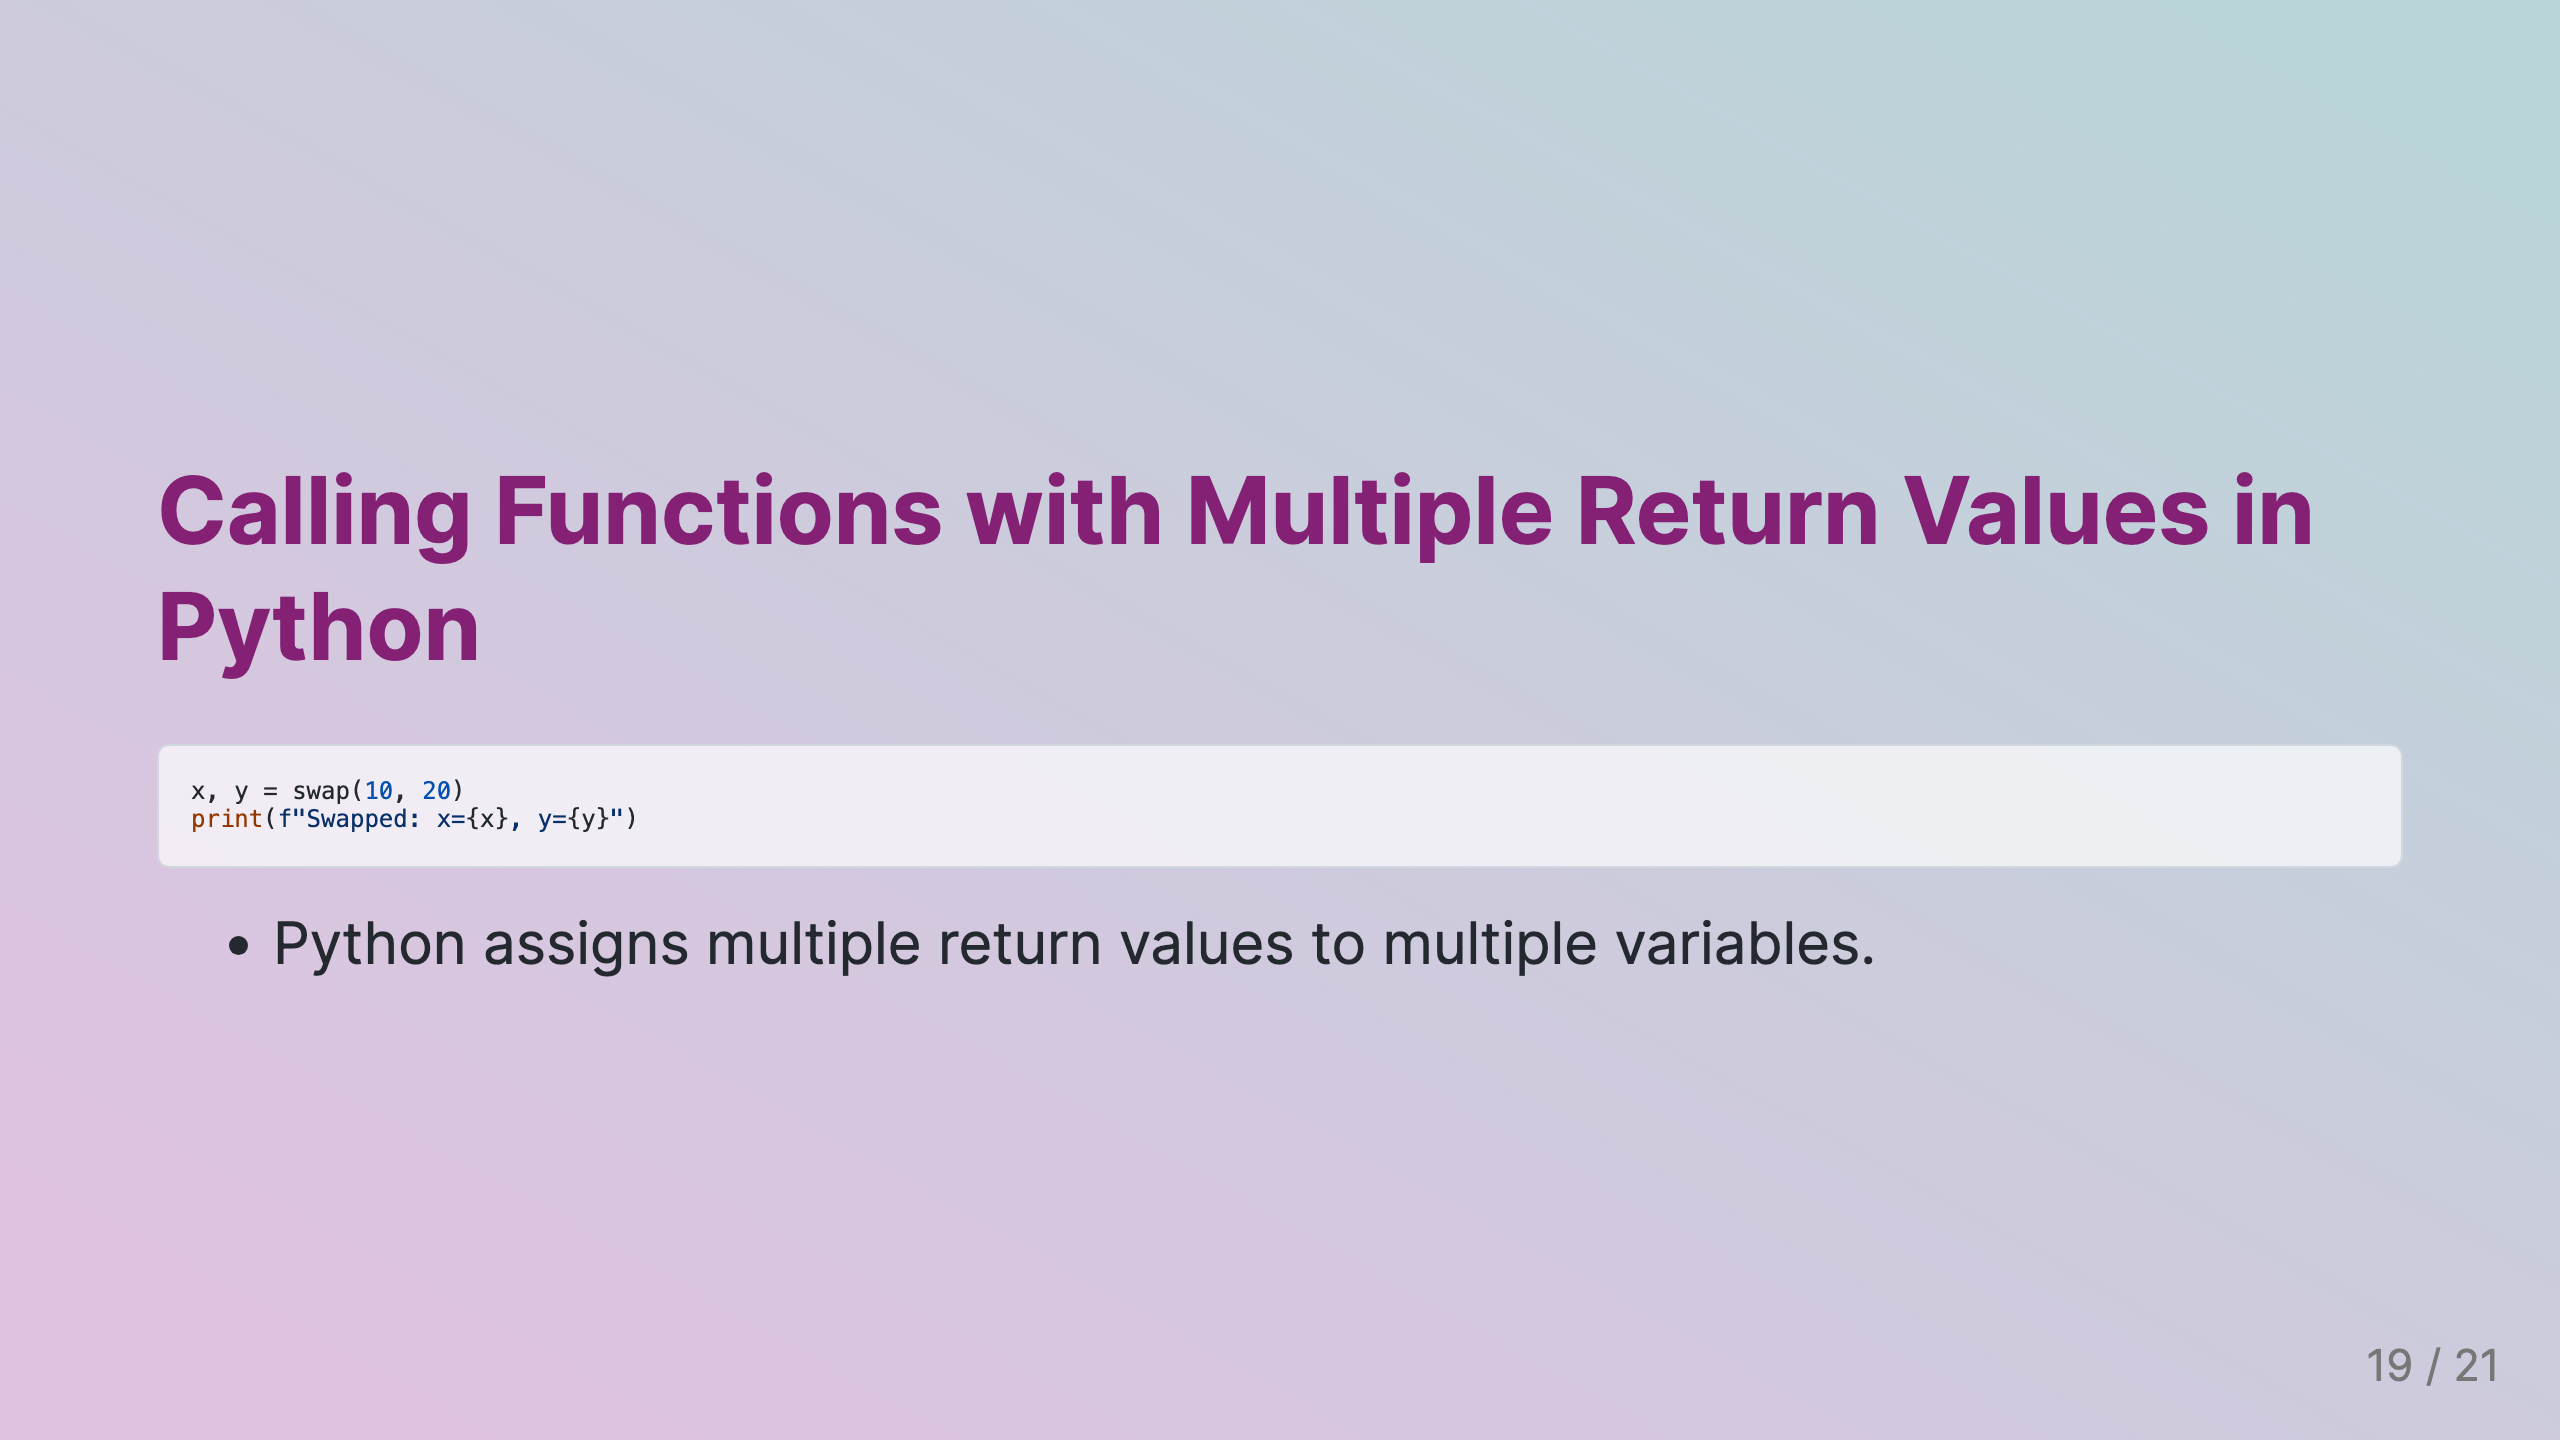 Calling Functions with Multiple Return Values in
Python
x, y = swap(10, 20)
print(f"Swapped: x={x}, y={y}")
• Python assigns multiple return values to multiple variables.
19 / 21